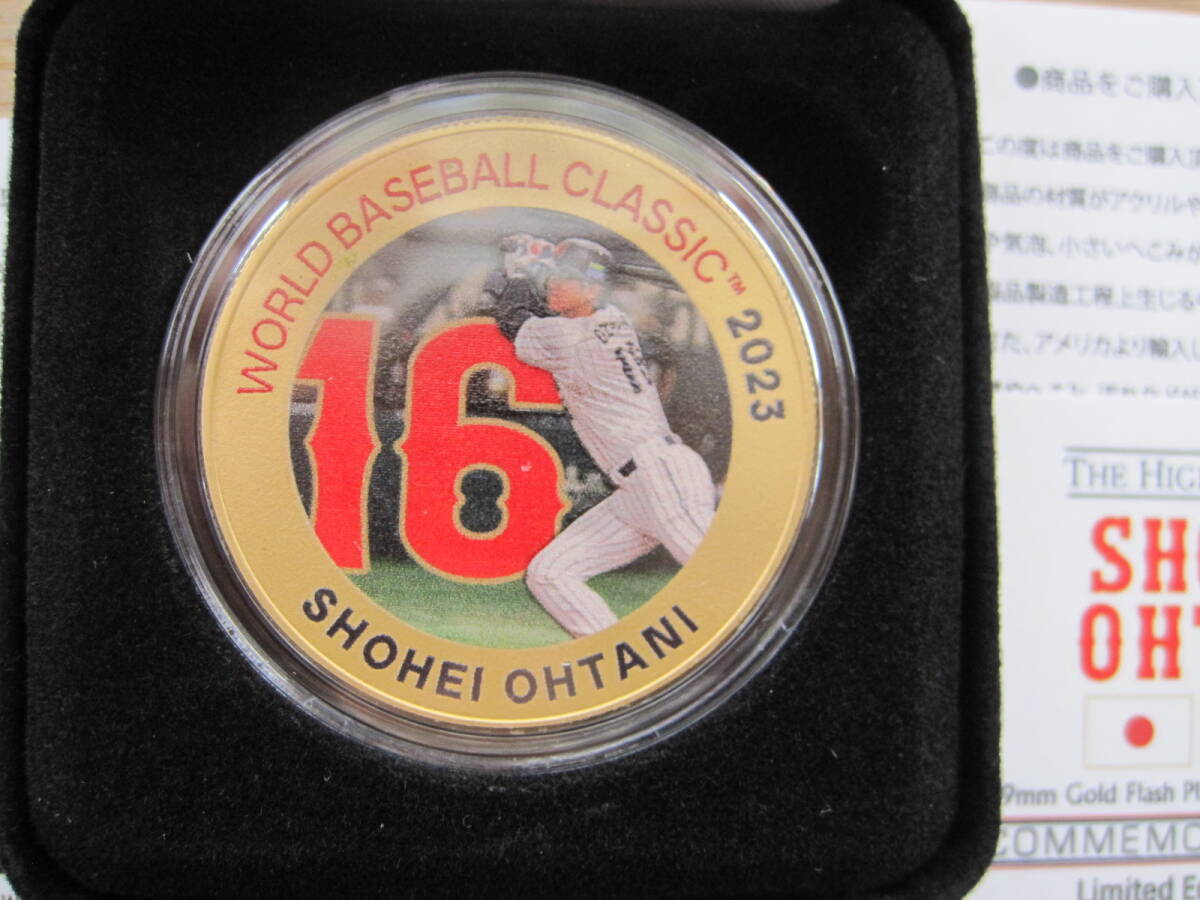 WORLD BASEBALL CLASSIC™ 2023
16
SHOHEI OHTANI
●商品をご購入
この度は商品をご購入
商品の材質がアクリルや
や気泡、小さいへこみが
品製造工程上生じる
た、アメリカより輸入し
THE HIG
SH
OHT
9mm Gold Flash Pl
COMMEMO
Limited E